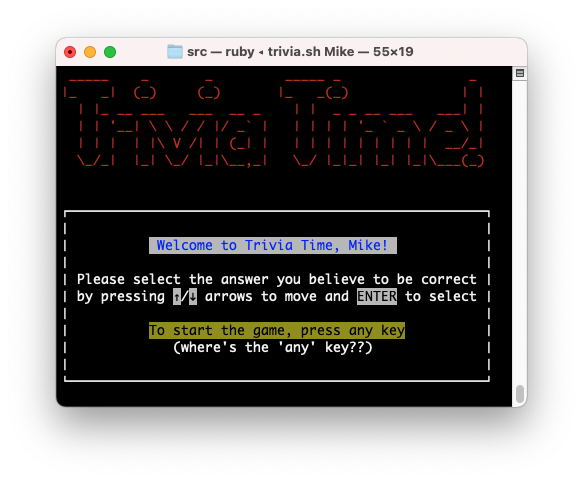 src — ruby ◂ trivia.sh Mike — 55×19
Trivia Time!
Welcome to Trivia Time, Mike!
Please select the answer you believe to be correct
by pressing ↑/↓ arrows to move and ENTER to select
To start the game, press any key
(where's the 'any' key??)